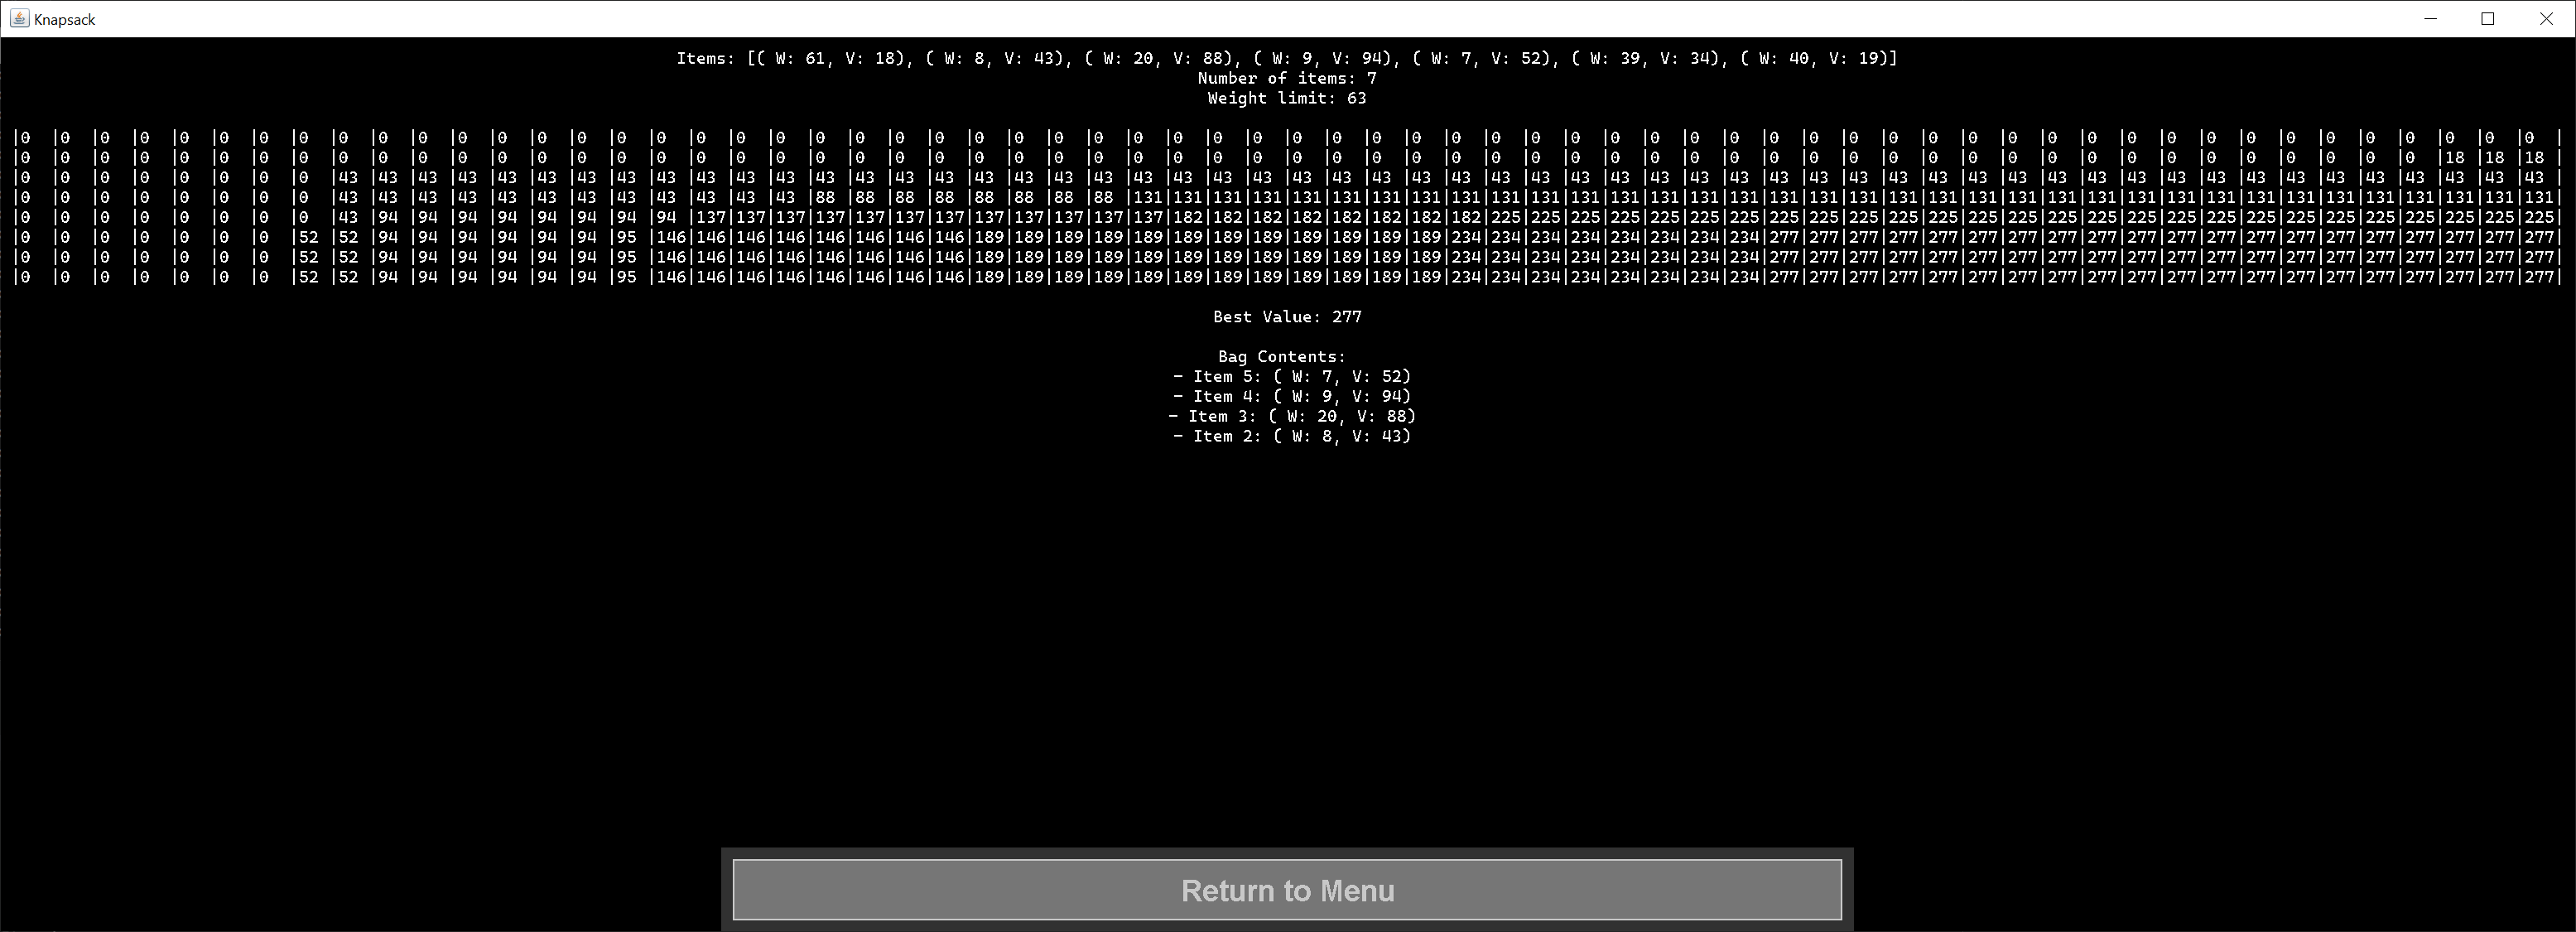 Knapsack
Items: [( W: 61, V: 18), ( W: 8, V: 43), ( W: 20, V: 88), ( W: 9, V: 94), ( W: 7, V: 52), ( W: 39, V: 34), ( W: 40, V: 19)]
Number of items: 7
Weight limit: 63
|0 |0 |0 |0 |0 |0 |0 |0 |0 |0 |0 |0 |0 |0 |0 |0 |0 |0 |0 |0 |0 |0 |0 |0 |0 |0 |0 |0 |0 |0 |0 |0 |0 |0 |0 |0 |0 |0 |0 |0 |0 |0 |0 |0 |0 |0 |0 |0 |0 |0 |0 |0 |0 |0 |0 |0 |0 |0 |0 |0 |0 |0 |0 |0 |
|0 |0 |0 |0 |0 |0 |0 |0 |0 |0 |0 |0 |0 |0 |0 |0 |0 |0 |0 |0 |0 |0 |0 |0 |0 |0 |0 |0 |0 |0 |0 |0 |0 |0 |0 |0 |0 |0 |0 |0 |0 |0 |0 |0 |0 |0 |0 |0 |0 |0 |0 |0 |0 |0 |0 |0 |0 |0 |0 |0 |0 |18 |18 |18 |
|0 |0 |0 |0 |0 |0 |0 |0 |43 |43 |43 |43 |43 |43 |43 |43 |43 |43 |43 |43 |43 |43 |43 |43 |43 |43 |43 |43 |43 |43 |43 |43 |43 |43 |43 |43 |43 |43 |43 |43 |43 |43 |43 |43 |43 |43 |43 |43 |43 |43 |43 |43 |43 |43 |43 |43 |43 |43 |43 |43 |43 |43 |43 |43 |
|0 |0 |0 |0 |0 |0 |0 |0 |43 |43 |43 |43 |43 |43 |43 |43 |43 |43 |43 |43 |88 |88 |88 |88 |88 |88 |88 |88 |131|131|131|131|131|131|131|131|131|131|131|131|131|131|131|131|131|131|131|131|131|131|131|131|131|131|131|131|131|131|131|131|131|131|131|131|
|0 |0 |0 |0 |0 |0 |0 |0 |43 |94 |94 |94 |94 |94 |94 |94 |94 |137|137|137|137|137|137|137|137|137|137|137|137|182|182|182|182|182|182|182|182|225|225|225|225|225|225|225|225|225|225|225|225|225|225|225|225|225|225|225|225|225|225|225|225|225|225|225|
|0 |0 |0 |0 |0 |0 |0 |52 |52 |94 |94 |94 |94 |94 |94 |95 |146|146|146|146|146|146|146|146|189|189|189|189|189|189|189|189|189|189|189|189|234|234|234|234|234|234|234|234|277|277|277|277|277|277|277|277|277|277|277|277|277|277|277|277|277|277|277|277|
|0 |0 |0 |0 |0 |0 |0 |52 |52 |94 |94 |94 |94 |94 |94 |95 |146|146|146|146|146|146|146|146|189|189|189|189|189|189|189|189|189|189|189|189|234|234|234|234|234|234|234|234|277|277|277|277|277|277|277|277|277|277|277|277|277|277|277|277|277|277|277|277|
|0 |0 |0 |0 |0 |0 |0 |52 |52 |94 |94 |94 |94 |94 |94 |95 |146|146|146|146|146|146|146|146|189|189|189|189|189|189|189|189|189|189|189|189|234|234|234|234|234|234|234|234|277|277|277|277|277|277|277|277|277|277|277|277|277|277|277|277|277|277|277|277|
Best Value: 277
Bag Contents:
- Item 5: ( W: 7, V: 52)
- Item 4: ( W: 9, V: 94)
- Item 3: ( W: 20, V: 88)
- Item 2: ( W: 8, V: 43)
Return to Menu